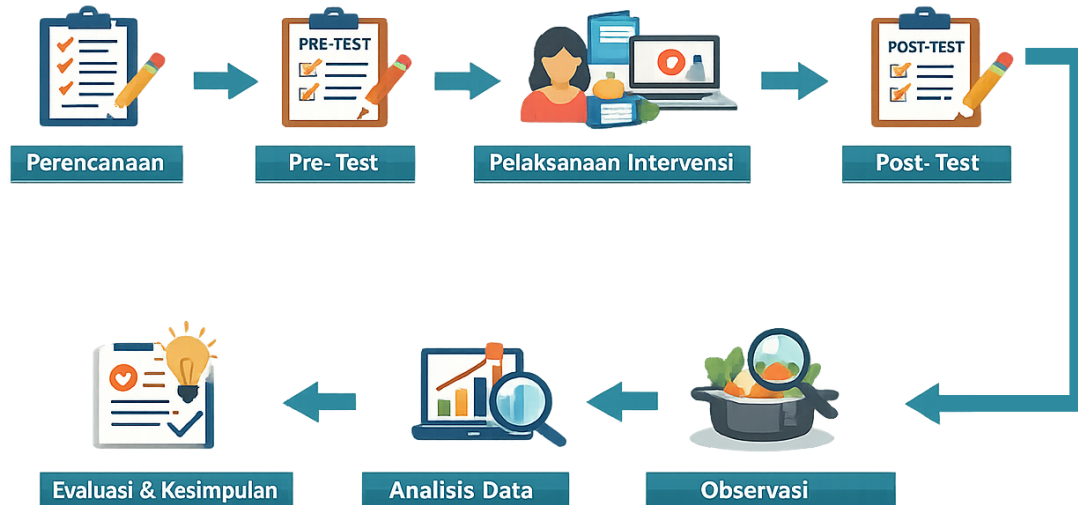 PRE-TEST
POST-TEST
Perencanaan
Pre- Test
Pelaksanaan Intervensi
Post- Test
Evaluasi & Kesimpulan
Analisis Data
Observasi